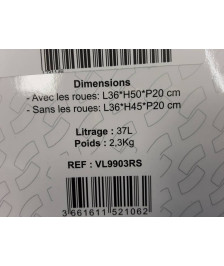 Dimensions
- Avec les roues: L36*H50*P20 cm
- Sans les roues: L36*H45*P20 cm
Litrage : 37L
Poids : 2,3Kg
REF : VL9903RS
3 661611 521062